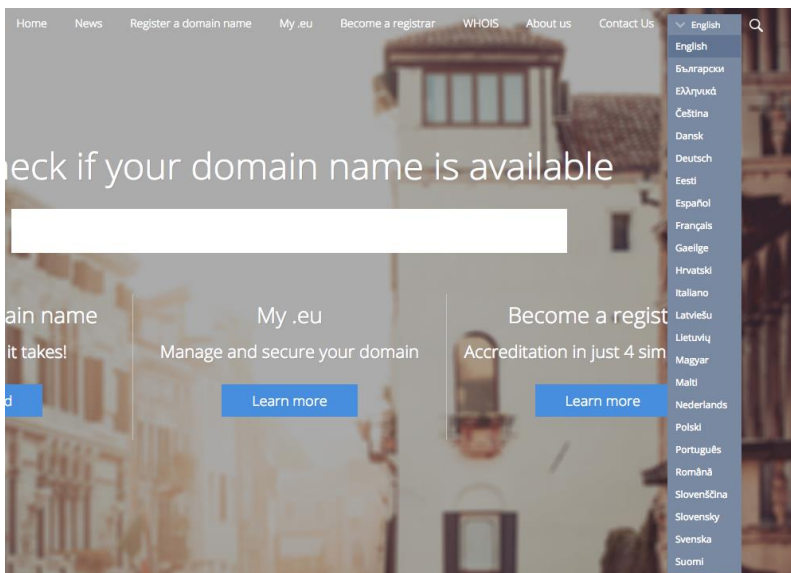 Home News Register a domain name My .eu Become a registrar WHOIS About us Contact Us English
English
Български
Ελληνικά
Čeština
Dansk
Deutsch
Eesti
Español
Français
Gaeilge
Hrvatski
Italiano
Latviešu
Lietuvių
Magyar
Malti
Nederlands
Polski
Português
Română
Slovenščina
Slovensky
Svenska
Suomi
heck if your domain name is available
ain name
it takes!
d
My .eu
Manage and secure your domain
Learn more
Become a regist
Accreditation in just 4 sim
Learn more